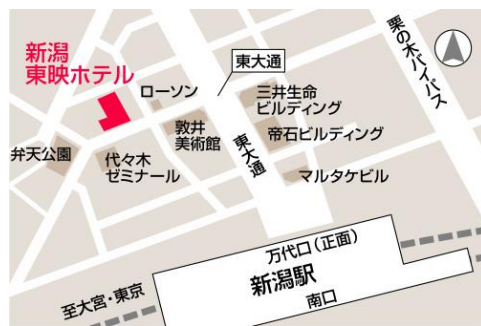 新潟
東映ホテル
ローソン
東大通
三井生命
ビルディング
栗の木バイパス
敦井
美術館
帝石ビルディング
弁天公園
代々木
ゼミナール
東大通
マルタケビル
万代口(正面)
新潟駅
南口
至大宮・東京